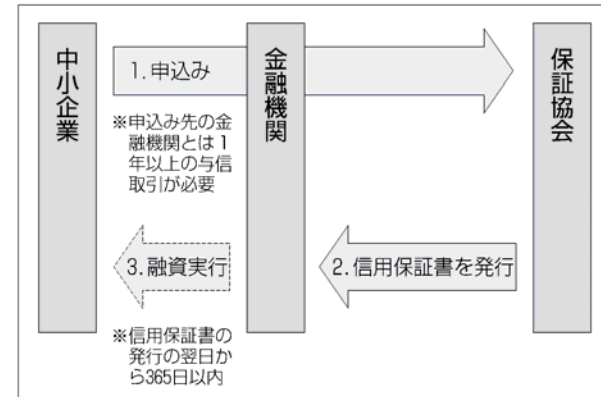 中小企業
1. 申込み
※申込み先の金
融機関とは1
年以上の与信
取引が必要
3. 融資実行
※信用保証書の
発行の翌日か
ら365日以内
金融機関
2. 信用保証書を発行
保証協会